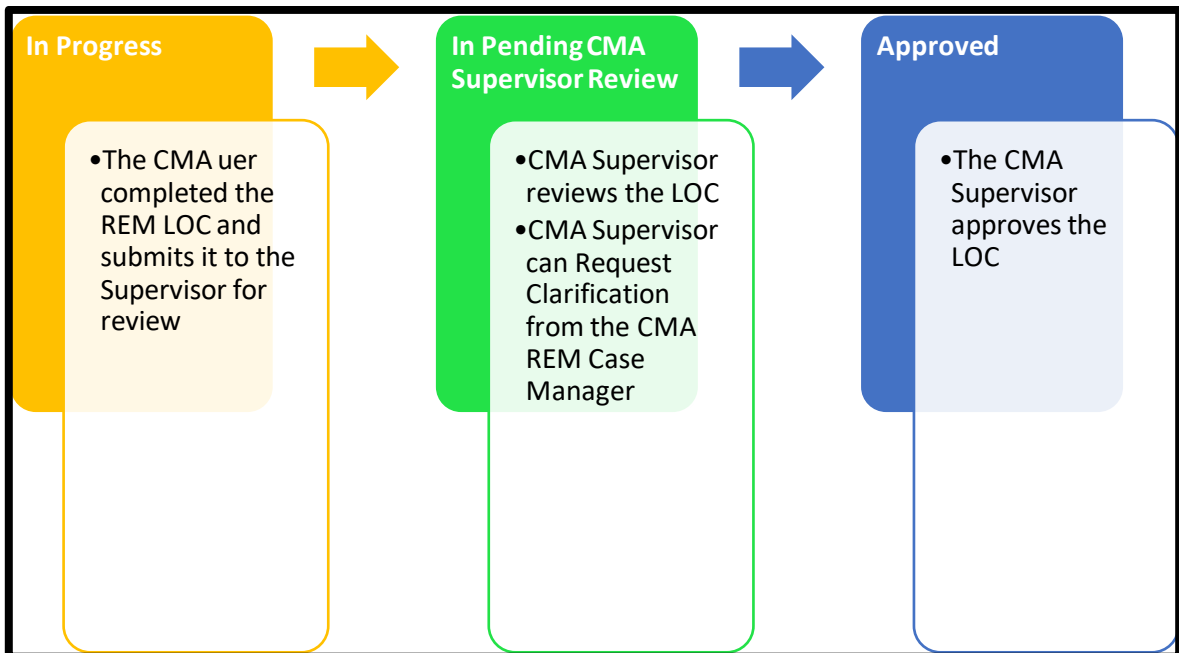 In Progress
•The CMA uer
completed the
REM LOC and
submits it to the
Supervisor for
review
In Pending CMA
Supervisor Review
•CMA Supervisor
reviews the LOC
•CMA Supervisor
can Request
Clarification
from the CMA
REM Case
Manager
Approved
•The CMA
Supervisor
approves the
LOC